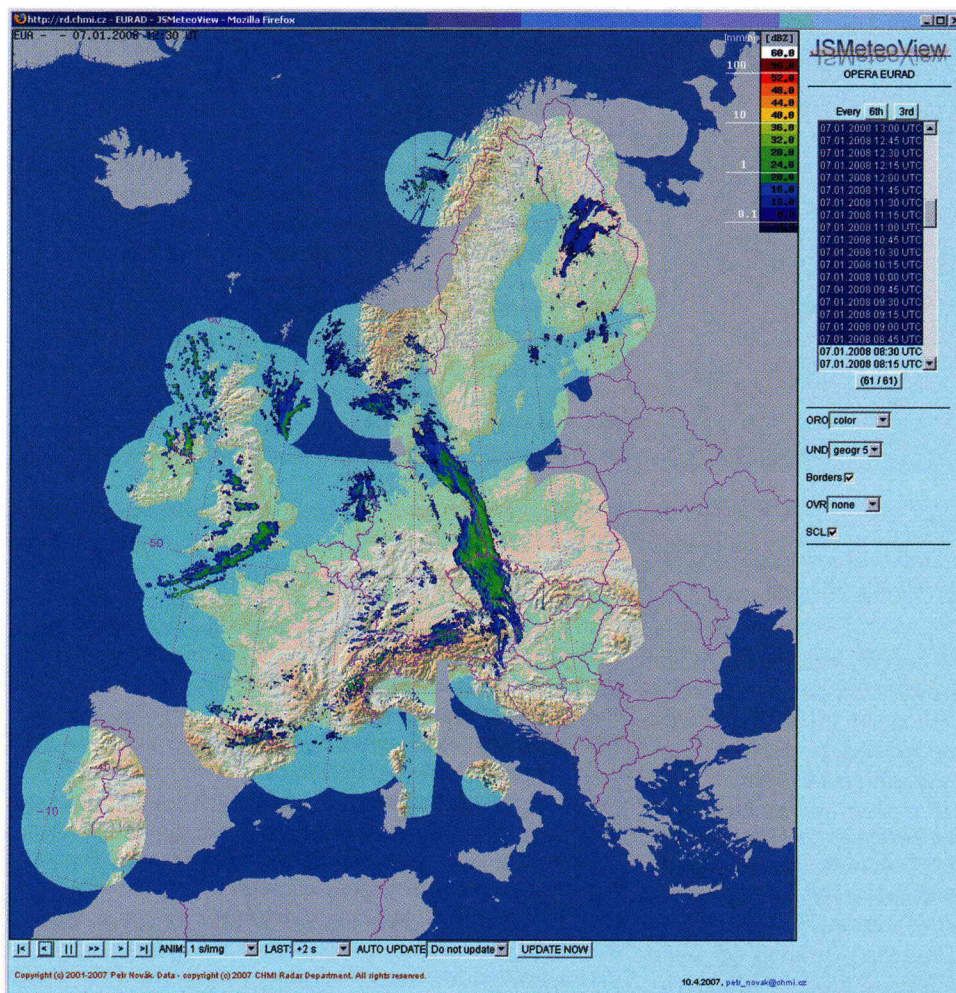 http://rd.chmi.cz - EURAD - JSMeteoView - Mozilla Firefox
EUR - - 07.01.2008 12:30 UT
[mm/h] [dBZ]
60.0
100
52.0
48.0
44.0
10 40.0
36.0
32.0
28.0
1 24.0
20.0
16.0
12.0
0.1 8.0
-50
-10
JSMeteoView
OPERA EURAD
Every 6th 3rd
07.01.2008 13:00 UTC
07.01.2008 12:45 UTC
07.01.2008 12:30 UTC
07.01.2008 12:15 UTC
07.01.2008 12:00 UTC
07.01.2008 11:45 UTC
07.01.2008 11:30 UTC
07.01.2008 11:15 UTC
07.01.2008 11:00 UTC
07.01.2008 10:45 UTC
07.01.2008 10:30 UTC
07.01.2008 10:15 UTC
07.01.2008 10:00 UTC
07.01.2008 09:45 UTC
07.01.2008 09:30 UTC
07.01.2008 09:15 UTC
07.01.2008 09:00 UTC
07.01.2008 08:45 UTC
07.01.2008 08:30 UTC
07.01.2008 08:15 UTC
(61 / 61)
ORO color
UND geogr 5
Borders
OVR none
SCL
|< < || >> > >| ANIM: 1 s/img LAST: +2 s AUTO UPDATE Do not update UPDATE NOW
Copyright (c) 2001-2007 Petr Novák. Data - copyright (c) 2007 CHMI Radar Department. All rights reserved.
10.4.2007, petr_novak@chmi.cz